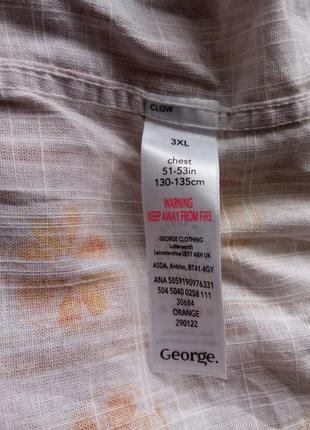 CLGW
3XL
chest
51-53in
130-135cm
WARNING
KEEP AWAY FROM FIRE
GEORGE CLOTHING
Lutterworth
Leicestershire LE17 4XH UK
ASDA, Antrim, BT41 4GY
ANA 5059190976331
504 5040 0258 111
30684
ORANGE
290122
George.